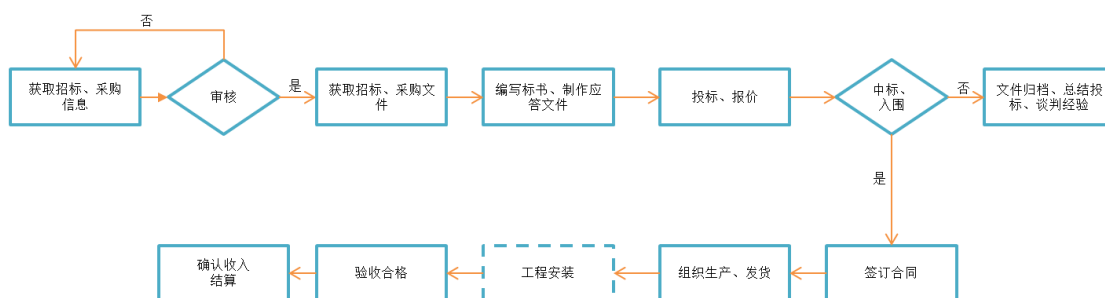 否
获取招标、采购
信息
审核
是
获取招标、采购文
件
编写标书、制作应
答文件
投标、报价
中标、
入围
否
文件归档、总结投
标、谈判经验
是
确认收入
结算
验收合格
工程安装
组织生产、发货
签订合同